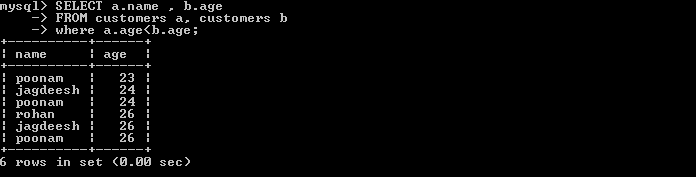 mysql> SELECT a.name , b.age
    -> FROM customers a, customers b
    -> where a.age<b.age;
+----------+------+
| name     | age  |
+----------+------+
| poonam   |   23 |
| jagdeesh |   24 |
| poonam   |   24 |
| rohan    |   26 |
| jagdeesh |   26 |
| poonam   |   26 |
+----------+------+
6 rows in set (0.00 sec)